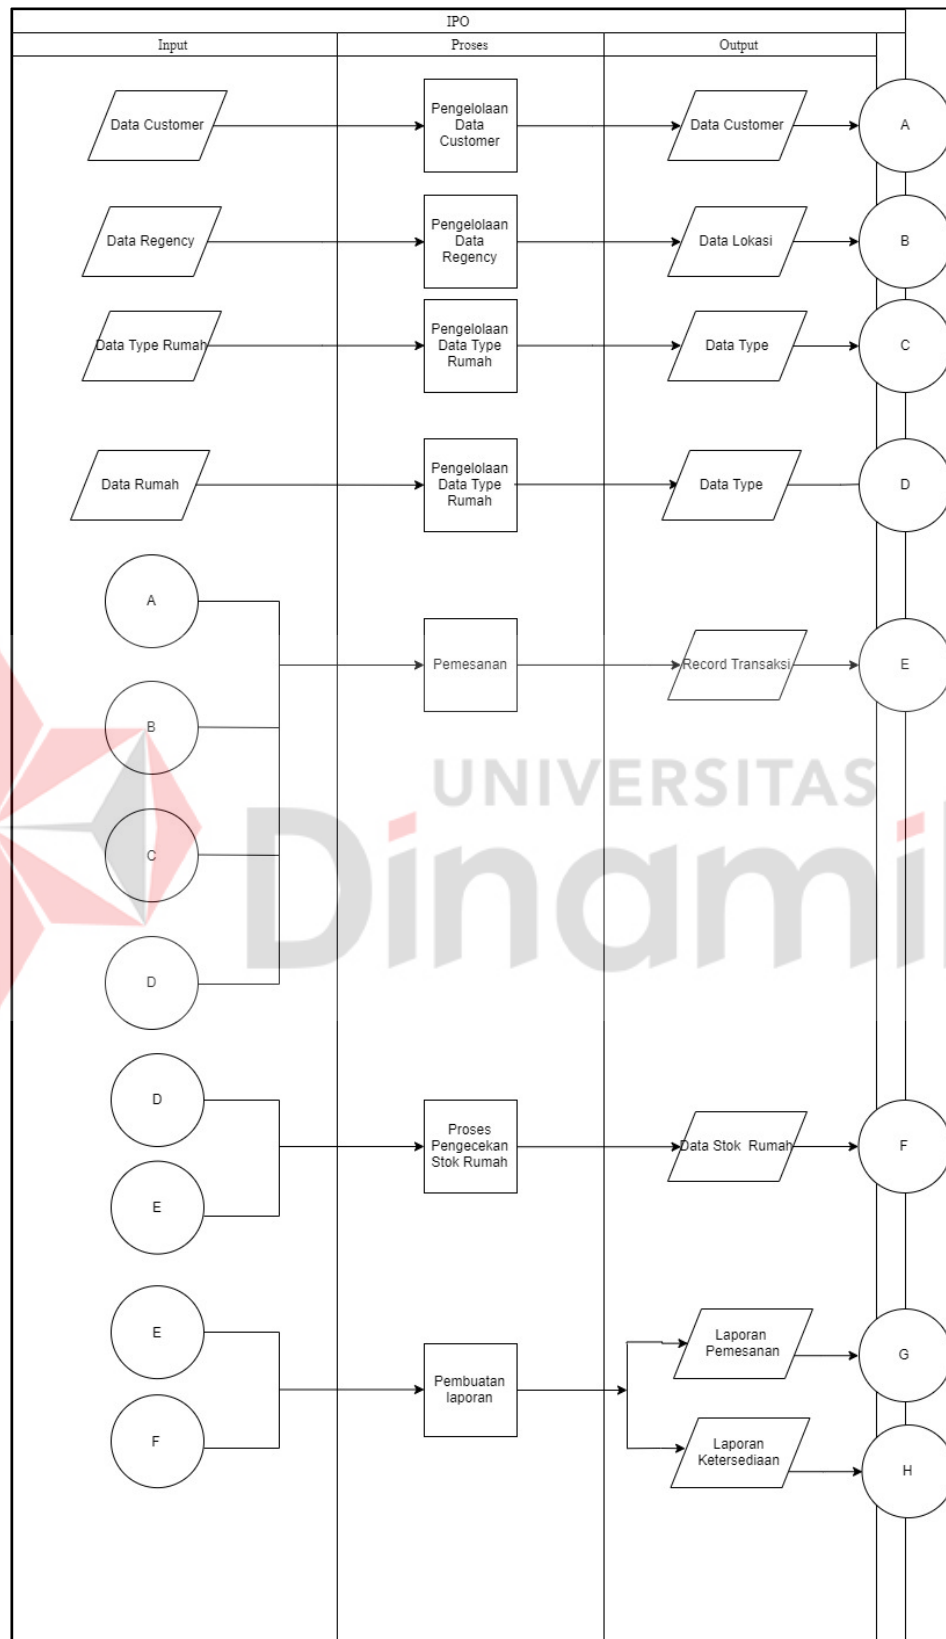 IPO
Input
Proses
Output
Data Customer
Pengelolaan
Data
Customer
Data Customer
A
Data Regency
Pengelolaan
Data
Regency
Data Lokasi
B
Data Type Rumah
Pengelolaan
Data Type
Rumah
Data Type
C
Data Rumah
Pengelolaan
Data Type
Rumah
Data Type
D
A
Pemesanan
Record Transaksi
E
B
UNIVERSITAS
Dinami
C
D
D
Proses
Pengecekan
Stok Rumah
Data Stok Rumah
F
E
E
Pembuatan
laporan
Laporan
Pemesanan
G
F
Laporan
Ketersediaan
H